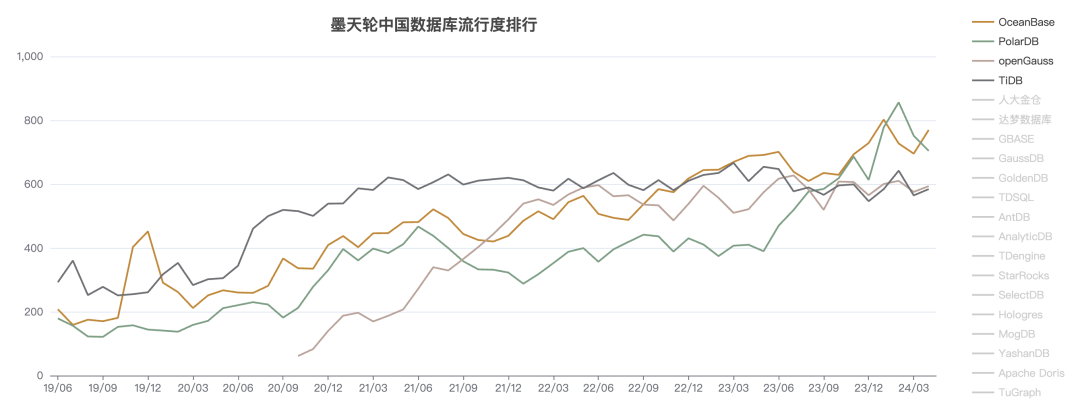 墨天轮中国数据库流行度排行
1,000
800
600
400
200
0
19/06 19/09 19/12 20/03 20/06 20/09 20/12 21/03 21/06 21/09 21/12 22/03 22/06 22/09 22/12 23/03 23/06 23/09 23/12 24/03
OceanBase
PolarDB
openGauss
TiDB
人大金仓
达梦数据库
GBASE
GaussDB
GoldenDB
TDSQL
AntDB
AnalyticDB
TDengine
StarRocks
SelectDB
Hologres
MogDB
YashanDB
Apache Doris
TuGraph